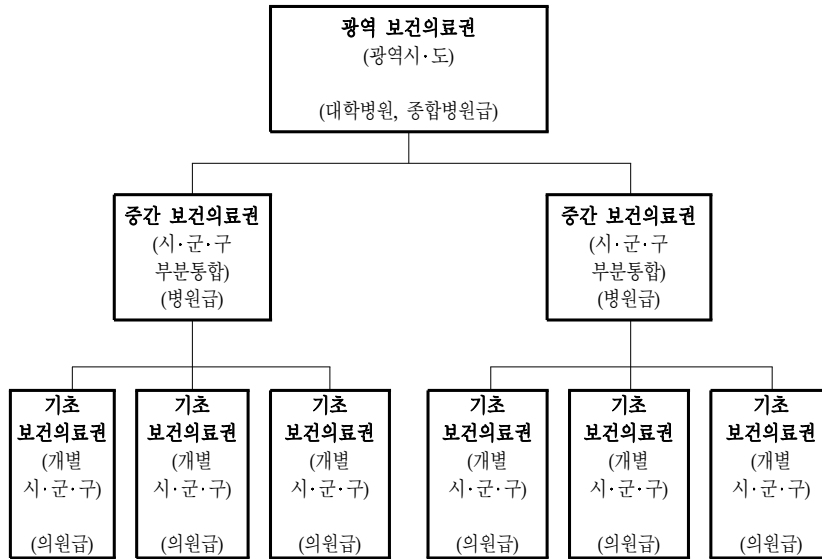 광역 보건의료권
(광역시·도)
(대학병원, 종합병원급)
중간 보건의료권
(시·군·구
부분통합)
(병원급)
중간 보건의료권
(시·군·구
부분통합)
(병원급)
기초
보건의료권
(개별
시·군·구)
(의원급)
기초
보건의료권
(개별
시·군·구)
(의원급)
기초
보건의료권
(개별
시·군·구)
(의원급)
기초
보건의료권
(개별
시·군·구)
(의원급)
기초
보건의료권
(개별
시·군·구)
(의원급)
기초
보건의료권
(개별
시·군·구)
(의원급)